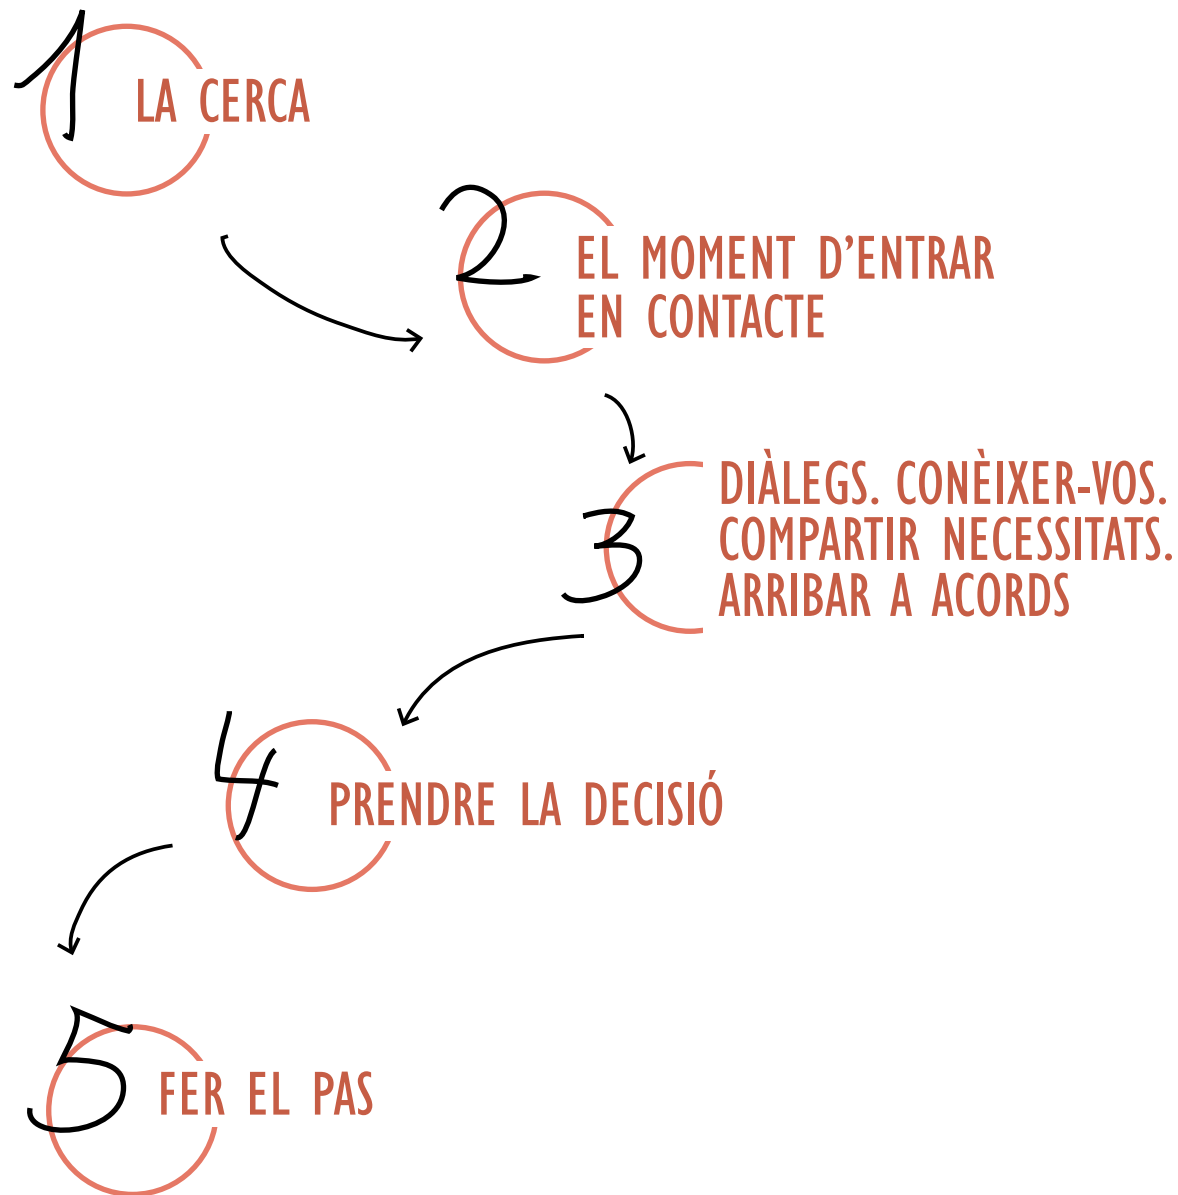 1 LA CERCA
2 EL MOMENT D’ENTRAR
EN CONTACTE
3 DIÀLEGS. CONÈIXER-VOS.
COMPARTIR NECESSITATS.
ARRIBAR A ACORDS
4 PRENDRE LA DECISIÓ
5 FER EL PAS